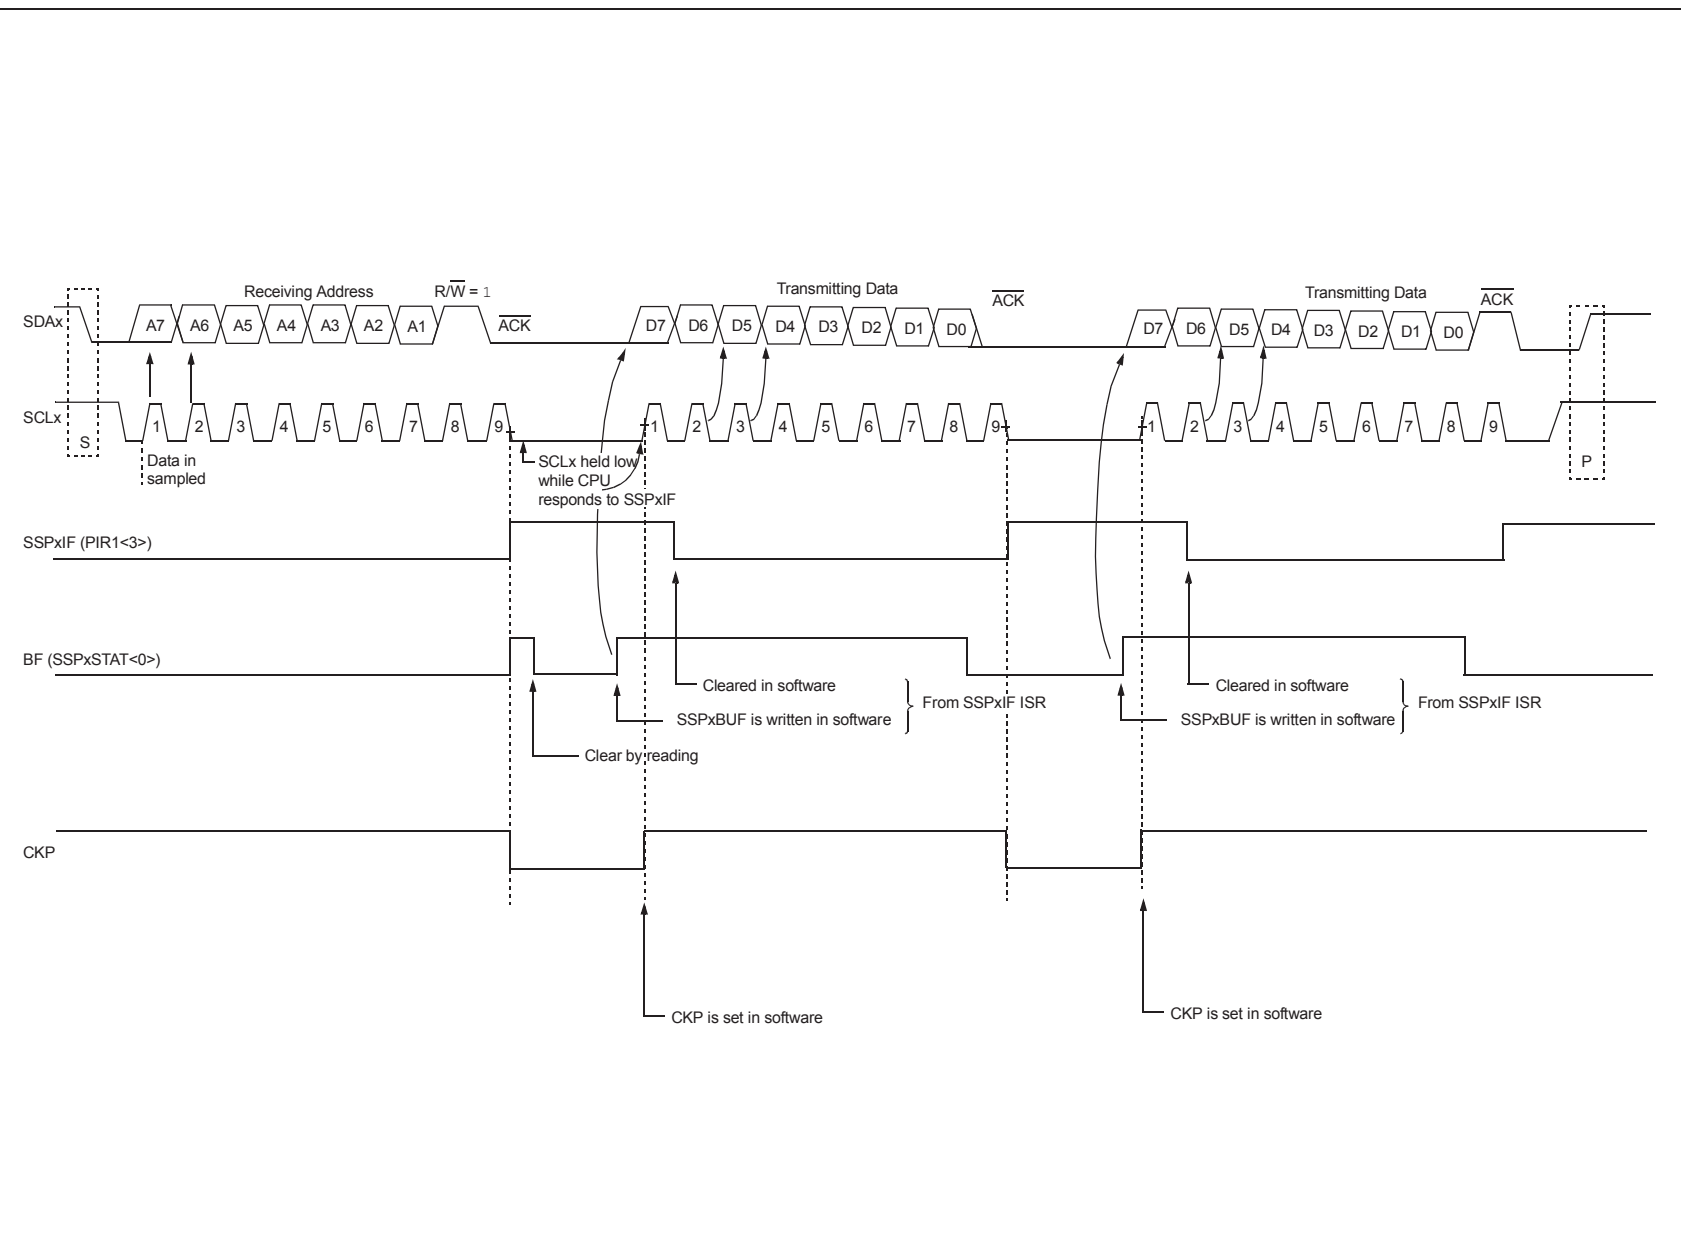 Receiving Address R/W = 1 Transmitting Data ACK Transmitting Data ACK
SDAx A7 A6 A5 A4 A3 A2 A1 ACK D7 D6 D5 D4 D3 D2 D1 D0 D7 D6 D5 D4 D3 D2 D1 D0
SCLx 1 2 3 4 5 6 7 8 9 1 2 3 4 5 6 7 8 9 1 2 3 4 5 6 7 8 9
S
P
Data in
sampled
SCLx held low
while CPU
responds to SSPxIF
SSPxIF (PIR1<3>)
BF (SSPxSTAT<0>)
Cleared in software
From SSPxIF ISR
SSPxBUF is written in software
Clear by reading
Cleared in software
From SSPxIF ISR
SSPxBUF is written in software
CKP
CKP is set in software
CKP is set in software